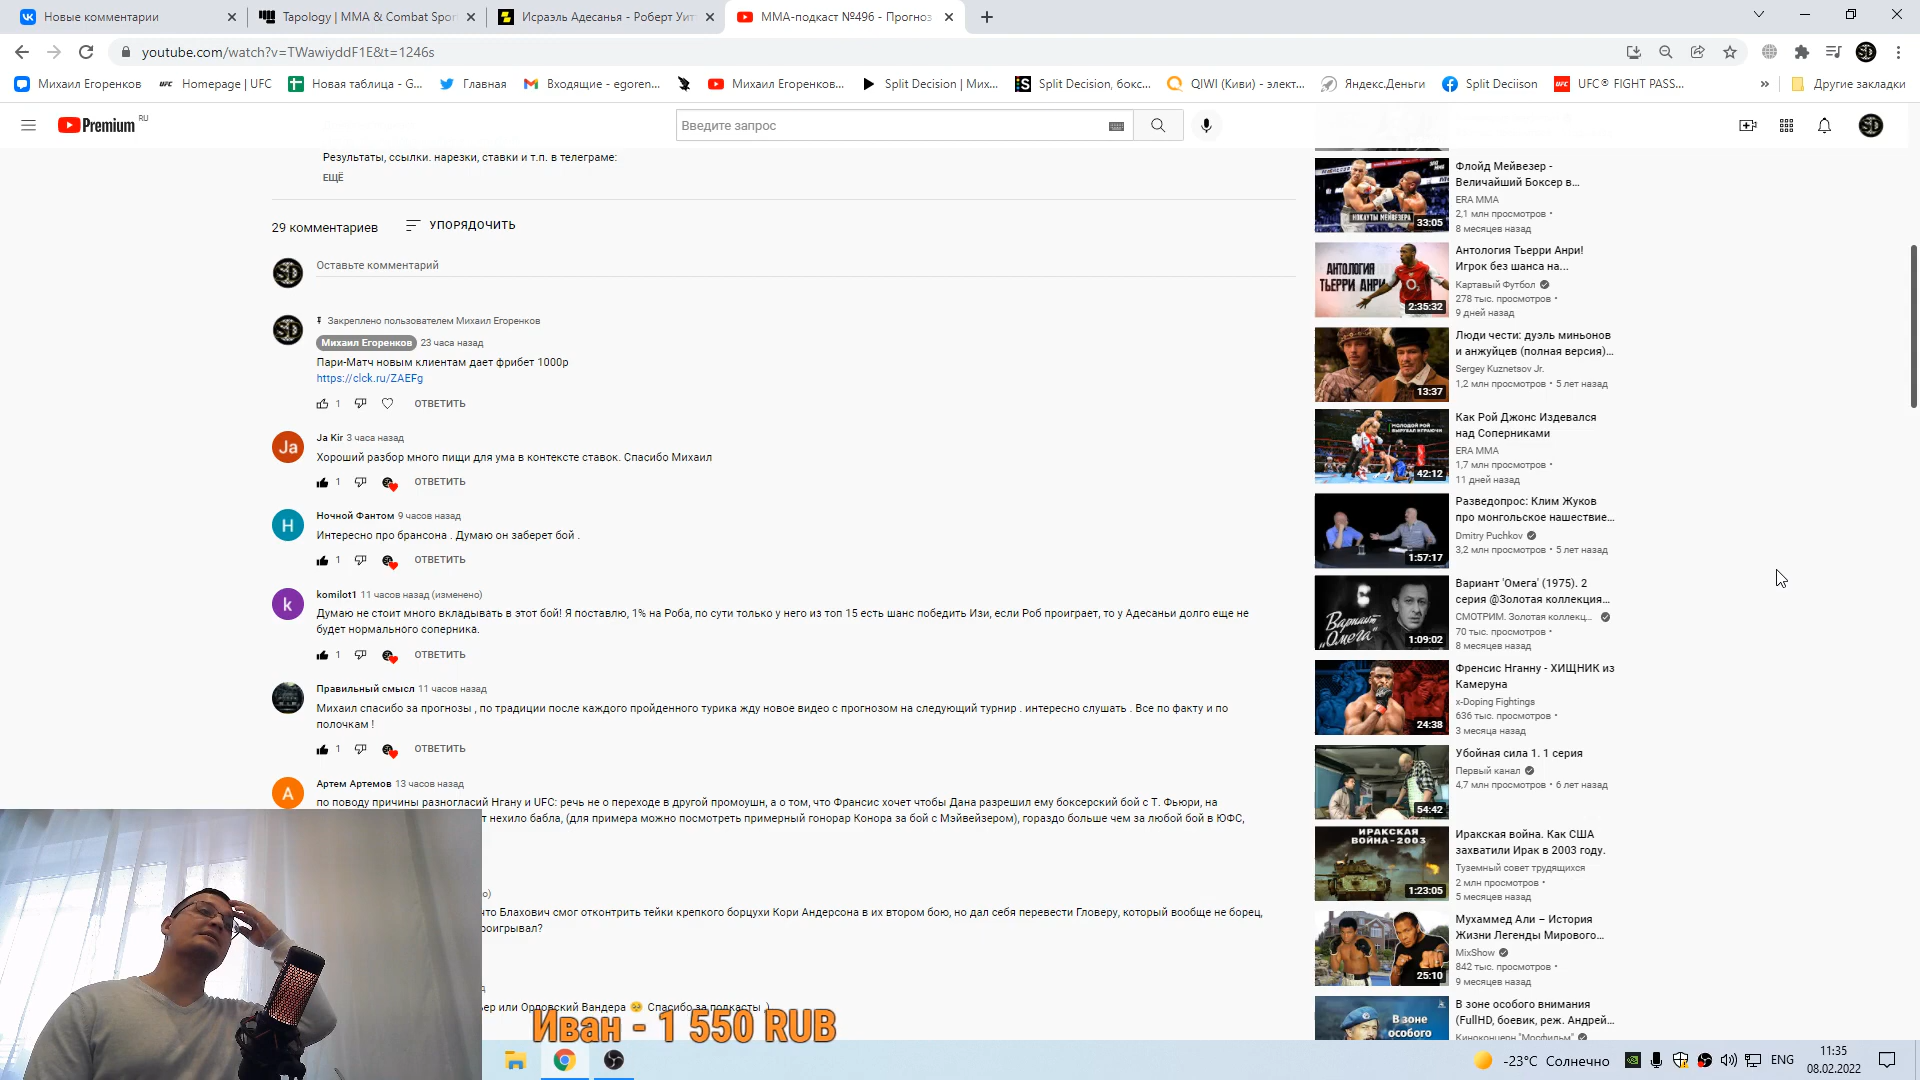 Новые комментарии
Tapology | MMA & Combat Spor
Исраэль Адесанья - Роберт Уит
ММА-подкаст №496 - Прогноз
youtube.com/watch?v=TWawiyddF1E&t=1246s
Михаил Егоренков
UFC Homepage | UFC
Новая таблица - G...
Главная
Входящие - egoren...
Михаил Егоренков...
Split Decision | Мих...
Split Decision, бокс...
QIWI (Киви) - элект...
Яндекс.Деньги
Split Deciison
UFC® FIGHT PASS...
»
Другие закладки
Premium RU
Введите запрос
Результаты, ссылки. нарезки, ставки и т.п. в телеграме:
ЕЩЁ
29 комментариев
УПОРЯДОЧИТЬ
Оставьте комментарий
Закреплено пользователем Михаил Егоренков
Михаил Егоренков 23 часа назад
Пари-Матч новым клиентам дает фрибет 1000р
https://clck.ru/ZAEFg
1 ОТВЕТИТЬ
Ja
Ja Kir 3 часа назад
Хороший разбор много пищи для ума в контексте ставок. Спасибо Михаил
1 ОТВЕТИТЬ
Н
Ночной Фантом 9 часов назад
Интересно про брансона . Думаю он заберет бой .
1 ОТВЕТИТЬ
k
komilot1 11 часов назад (изменено)
Думаю не стоит много вкладывать в этот бой! Я поставлю, 1% на Роба, по сути только у него из топ 15 есть шанс победить Изи, если Роб проиграет, то у Адесаньи долго еще не
будет нормального соперника.
1 ОТВЕТИТЬ
Правильный смысл 11 часов назад
Михаил спасибо за прогнозы , по традиции после каждого пройденного турика жду новое видео с прогнозом на следующий турнир . интересно слушать . Все по факту и по
полочкам !
1 ОТВЕТИТЬ
А
Артем Артемов 13 часов назад
по поводу причины разногласий Нгану и UFC: речь не о переходе в другой промоушн, а о том, что Франсис хочет чтобы Дана разрешил ему боксерский бой с Т. Фьюри, на
т нехило бабла, (для примера можно посмотреть примерный гонорар Конора за бой с Мэйвейзером), гораздо больше чем за любой бой в ЮФС,
о)
что Блахович смог отконтрить тейки крепкого борцухи Кори Андерсона в их втором бою, но дал себя перевести Гловеру, который вообще не борец,
роигрывал?
ьер или Орловский Вандера 🥺 Спасибо за подкасты )
Иван - 1 550 RUB
НОКАУТЫ МЕЙВЕЗЕРА
33:05
Флойд Мейвезер -
Величайший Боксер в...
ERA MMA
2,1 млн просмотров •
8 месяцев назад
АНТОЛОГИЯ
ТЬЕРРИ АНРИ
2:35:32
Антология Тьерри Анри!
Игрок без шанса на...
Картавый Футбол
278 тыс. просмотров •
9 дней назад
13:37
Люди чести: дуэль миньонов
и анжуйцев (полная версия)...
Sergey Kuznetsov Jr.
1,2 млн просмотров • 5 лет назад
МОЛОДОЙ РОЙ
ВЫРУБАЛ ИГРАЮЧИ
42:12
Как Рой Джонс Издевался
над Соперниками
ERA MMA
1,7 млн просмотров •
11 дней назад
1:57:17
Разведопрос: Клим Жуков
про монгольское нашествие...
Dmitry Puchkov
3,2 млн просмотров • 5 лет назад
Вариант
"Омега"
1:09:02
Вариант 'Омега' (1975). 2
серия @Золотая коллекция...
СМОТРИМ. Золотая коллекц...
70 тыс. просмотров •
8 месяцев назад
24:38
Френсис Нганну - ХИЩНИК из
Камеруна
x-Doping Fightings
636 тыс. просмотров •
3 месяца назад
54:42
Убойная сила 1. 1 серия
Первый канал
4,7 млн просмотров • 6 лет назад
ИРАКСКАЯ
ВОЙНА-2003
1:23:05
Иракская война. Как США
захватили Ирак в 2003 году.
Туземный совет трудящихся
2 млн просмотров •
5 месяцев назад
25:10
Мухаммед Али – История
Жизни Легенды Мирового...
MixShow
842 тыс. просмотров •
9 месяцев назад
В зоне
особого
В зоне особого внимания
(FullHD, боевик, реж. Андрей...
Киноконцерн "Мосфильм"
-23°C Солнечно
ENG
11:35
08.02.2022